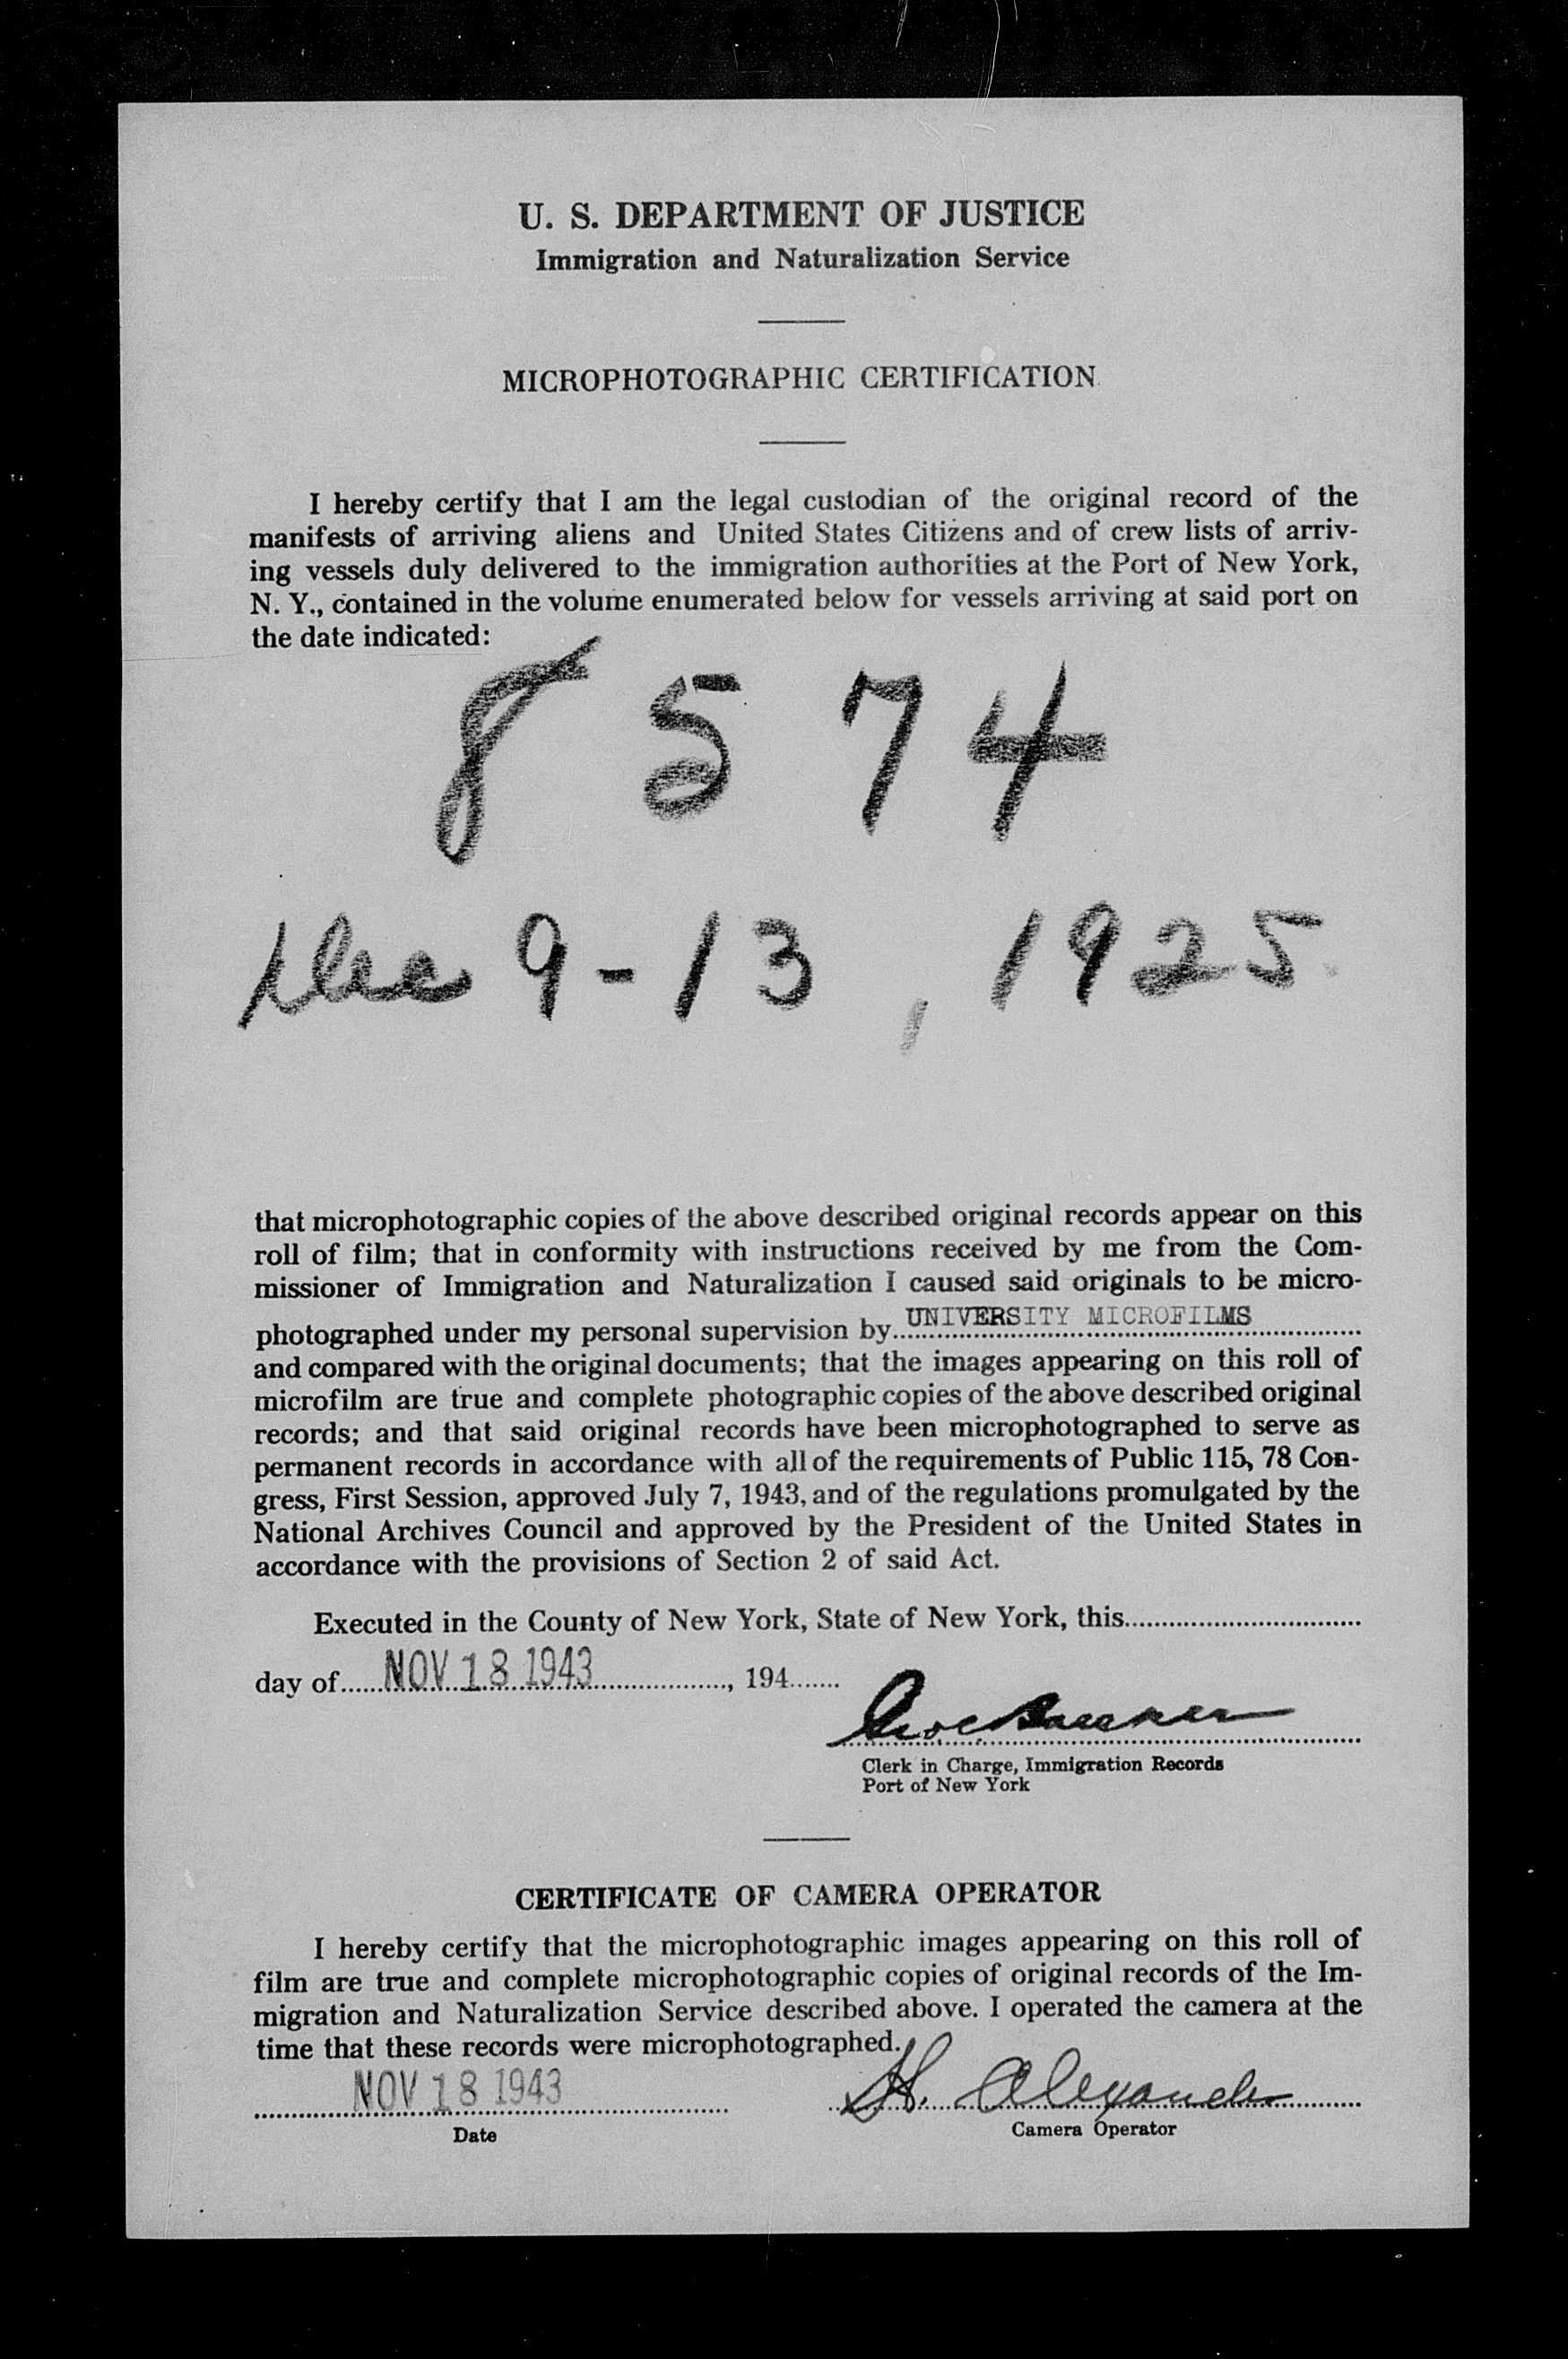 U. S. DEPARTMENT OF JUSTICE
Immigration and Naturalization Service
MICROPHOTOGRAPHIC CERTIFICATION
I hereby certify that I am the legal custodian of the original record of the
manifests of arriving aliens and United States Citizens and of crew lists of arriv-
ing vessels duly delivered to the immigration authorities at the Port of New York,
N. Y., contained in the volume enumerated below for vessels arriving at said port on
the date indicated:
8574
Dec 9-13, 1925
that microphotographic copies of the above described original records appear on this
roll of film; that in conformity with instructions received by me from the Com-
missioner of Immigration and Naturalization I caused said originals to be micro-
photographed under my personal supervision by UNIVERSITY MICROFILMS
and compared with the original documents; that the images appearing on this roll of
microfilm are true and complete photographic copies of the above described original
records; and that said original records have been microphotographed to serve as
permanent records in accordance with all of the requirements of Public 115, 78 Con-
gress, First Session, approved July 7, 1943, and of the regulations promulgated by the
National Archives Council and approved by the President of the United States in
accordance with the provisions of Section 2 of said Act.
Executed in the County of New York, State of New York, this
day of NOV 18 1943, 194
Clerk in Charge, Immigration Records
Port of New York
CERTIFICATE OF CAMERA OPERATOR
I hereby certify that the microphotographic images appearing on this roll of
film are true and complete microphotographic copies of original records of the Im-
migration and Naturalization Service described above. I operated the camera at the
time that these records were microphotographed.
NOV 18 1943 H. Alexander
Date Camera Operator